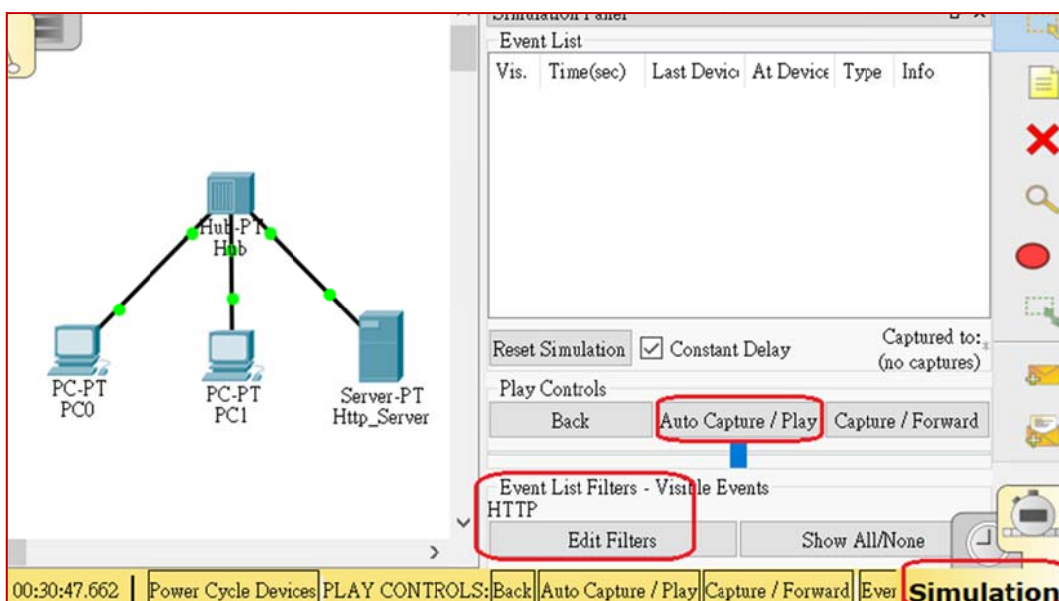 Simulation Panel
Event List
Vis. Time(sec) Last Devic At Device Type Info
Hub-PT
Hub
PC-PT
PC0
PC-PT
PC1
Server-PT
Http_Server
Reset Simulation Constant Delay Captured to:*
(no captures)
Play Controls
Back Auto Capture / Play Capture / Forward
Event List Filters - Visible Events
HTTP
Edit Filters Show All/None
00:30:47.662 Power Cycle Devices PLAY CONTROLS: Back Auto Capture / Play Capture / Forward Ever Simulation